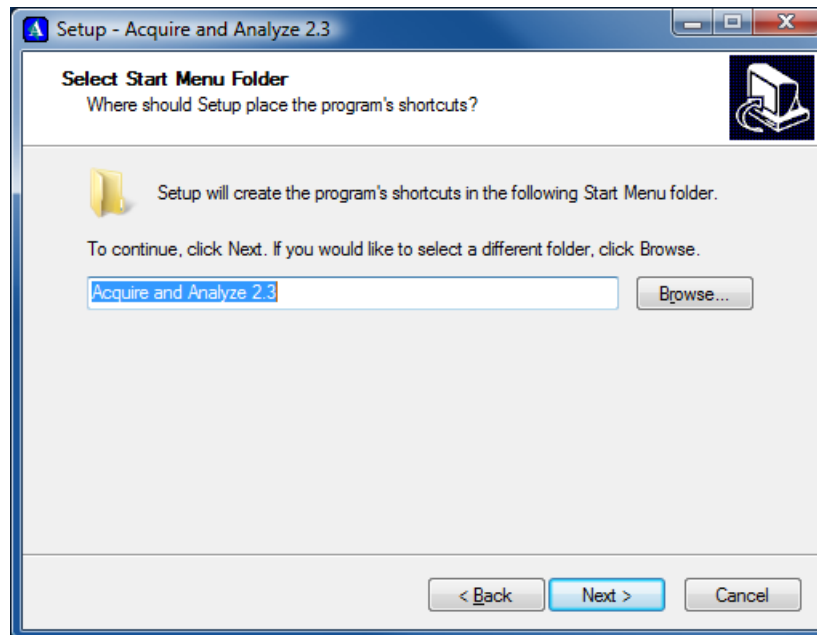 Setup - Acquire and Analyze 2.3
Select Start Menu Folder
Where should Setup place the program's shortcuts?
Setup will create the program's shortcuts in the following Start Menu folder.
To continue, click Next. If you would like to select a different folder, click Browse.
Acquire and Analyze 2.3
Browse...
< Back
Next >
Cancel